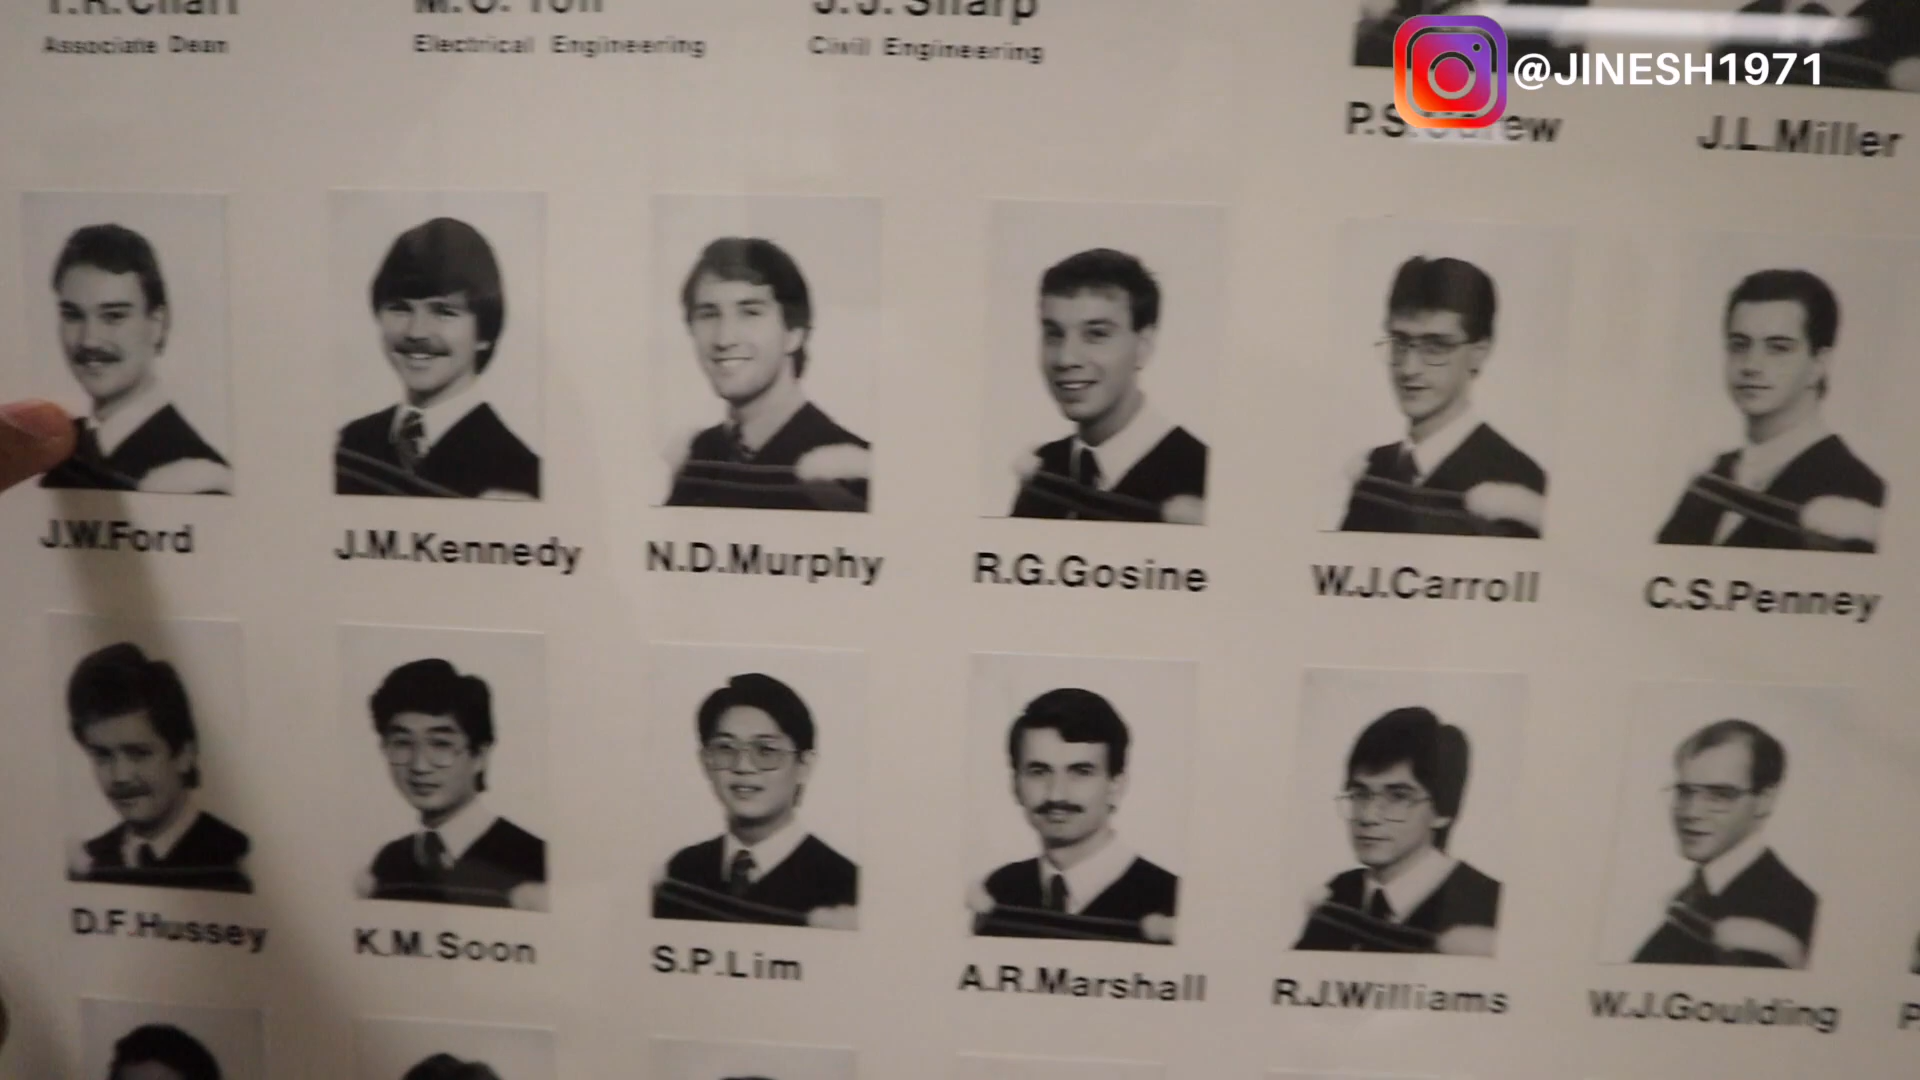 Associate Dean
Electrical Engineering
J.J. Sharp
Civil Engineering
@JINESH1971
J.L.Miller
J.W.Ford
J.M.Kennedy
N.D.Murphy
R.G.Gosine
W.J.Carroll
C.S.Penney
D.F.Hussey
K.M.Soon
S.P.Lim
A.R.Marshall
R.J.Williams
W.J.Goulding